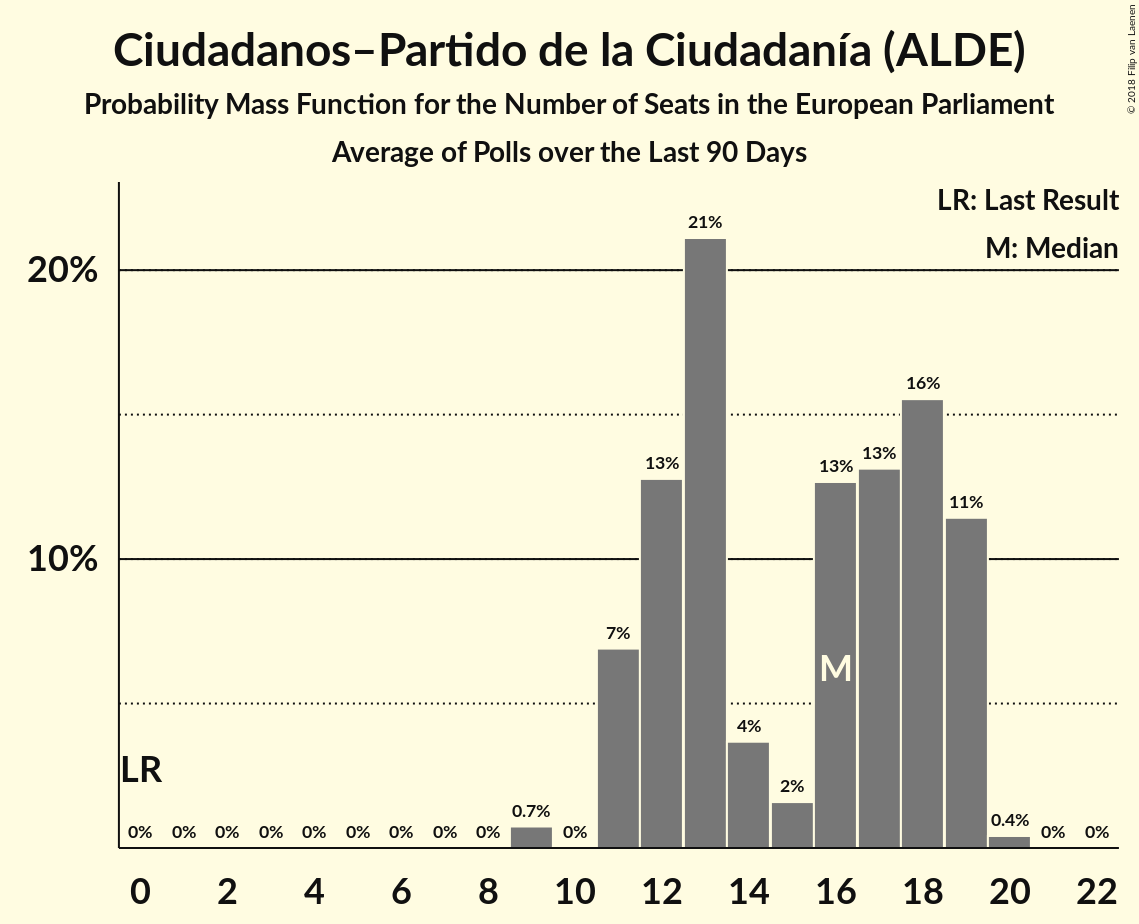 Ciudadanos–Partido de la Ciudadanía (ALDE)
Probability Mass Function for the Number of Seats in the European Parliament
Average of Polls over the Last 90 Days
© 2018 Filip van Laenen
LR: Last Result
M: Median
20%
10%
LR
M
0% 0% 0% 0% 0% 0% 0% 0% 0% 0.7% 0% 7% 13% 21% 4% 2% 13% 13% 16% 11% 0.4% 0% 0%
0 2 4 6 8 10 12 14 16 18 20 22